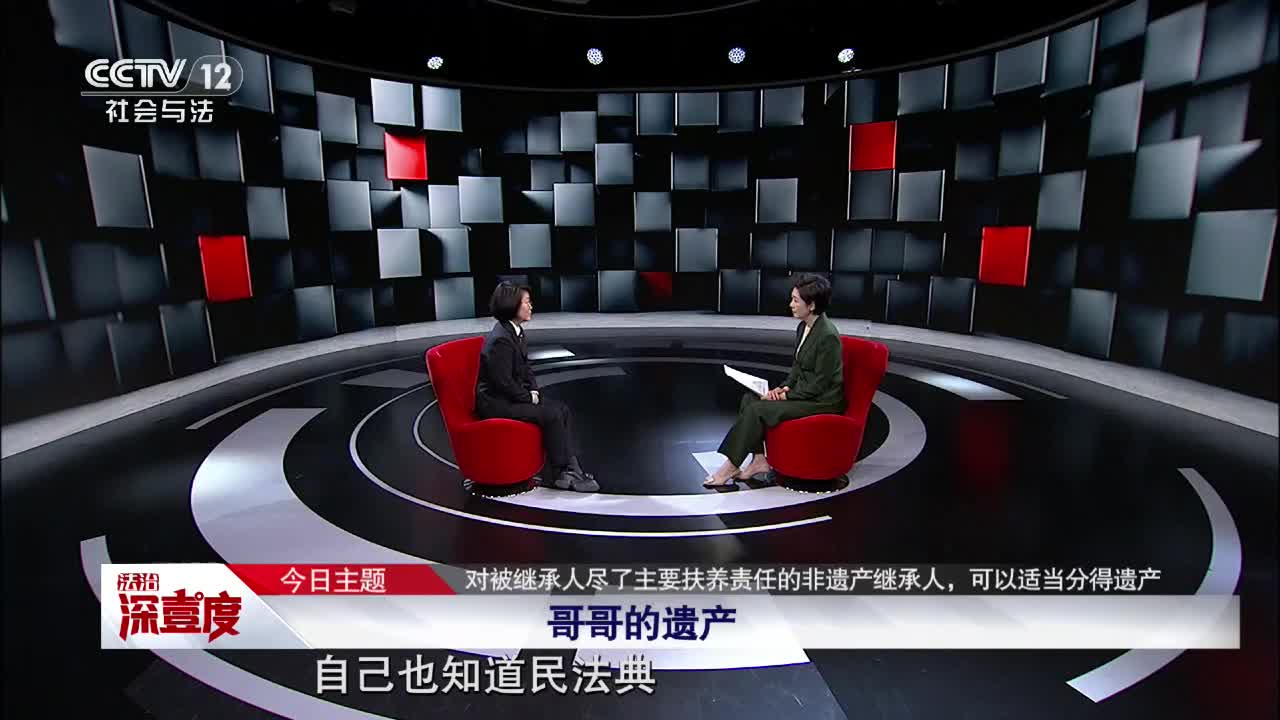 CCTV 12
社会与法
法治
深壹度
今日主题
对被继承人尽了主要扶养责任的非遗产继承人，可以适当分得遗产
哥哥的遗产
自己也知道民法典